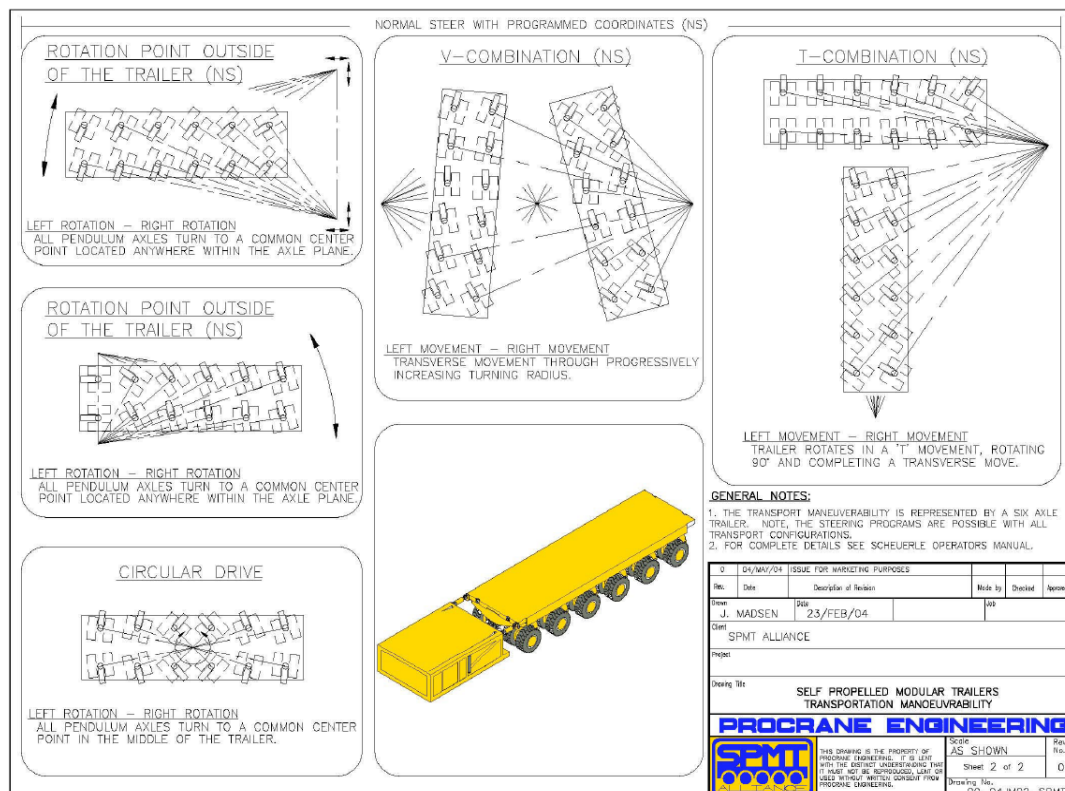 NORMAL STEER WITH PROGRAMMED COORDINATES (NS)
ROTATION POINT OUTSIDE
OF THE TRAILER (NS)
LEFT ROTATION – RIGHT ROTATION
ALL PENDULUM AXLES TURN TO A COMMON CENTER
POINT LOCATED ANYWHERE WITHIN THE AXLE PLANE.
ROTATION POINT OUTSIDE
OF THE TRAILER (NS)
LEFT ROTATION – RIGHT ROTATION
ALL PENDULUM AXLES TURN TO A COMMON CENTER
POINT LOCATED ANYWHERE WITHIN THE AXLE PLANE.
CIRCULAR DRIVE
LEFT ROTATION – RIGHT ROTATION
ALL PENDULUM AXLES TURN TO A COMMON CENTER
POINT IN THE MIDDLE OF THE TRAILER.
V–COMBINATION (NS)
LEFT MOVEMENT – RIGHT MOVEMENT
TRANSVERSE MOVEMENT THROUGH PROGRESSIVELY
INCREASING TURNING RADIUS.
T–COMBINATION (NS)
LEFT MOVEMENT – RIGHT MOVEMENT
TRAILER ROTATES IN A 'T' MOVEMENT, ROTATING
90° AND COMPLETING A TRANSVERSE MOVE.
GENERAL NOTES:
1. THE TRANSPORT MANEUVERABILITY IS REPRESENTED BY A SIX AXLE
TRAILER. NOTE, THE STEERING PROGRAMS ARE POSSIBLE WITH ALL
TRANSPORT CONFIGURATIONS.
2. FOR COMPLETE DETAILS SEE SCHEUERLE OPERATORS MANUAL.
0 04/MAY/04 ISSUE FOR MARKETING PURPOSES
Rev. Date Description of Revision Made by Checked Approve
Drawn Date Job
J. MADSEN 23/FEB/04
Client
SPMT ALLIANCE
Project
Drawing Title
SELF PROPELLED MODULAR TRAILERS
TRANSPORTATION MANOEUVRABILITY
PROCRANE ENGINEERING
SPMT
ALLIANCE
THIS DRAWING IS THE PROPERTY OF
PROCRANE ENGINEERING. IT IS LENT
WITH THE DISTINCT UNDERSTANDING THAT
IT MUST NOT BE REPRODUCED, LENT OR
USED WITHOUT WRITTEN CONSENT FROM
PROCRANE ENGINEERING.
Scale
AS SHOWN
Rev
No.
Sheet 2 of 2
0
Drawing No.